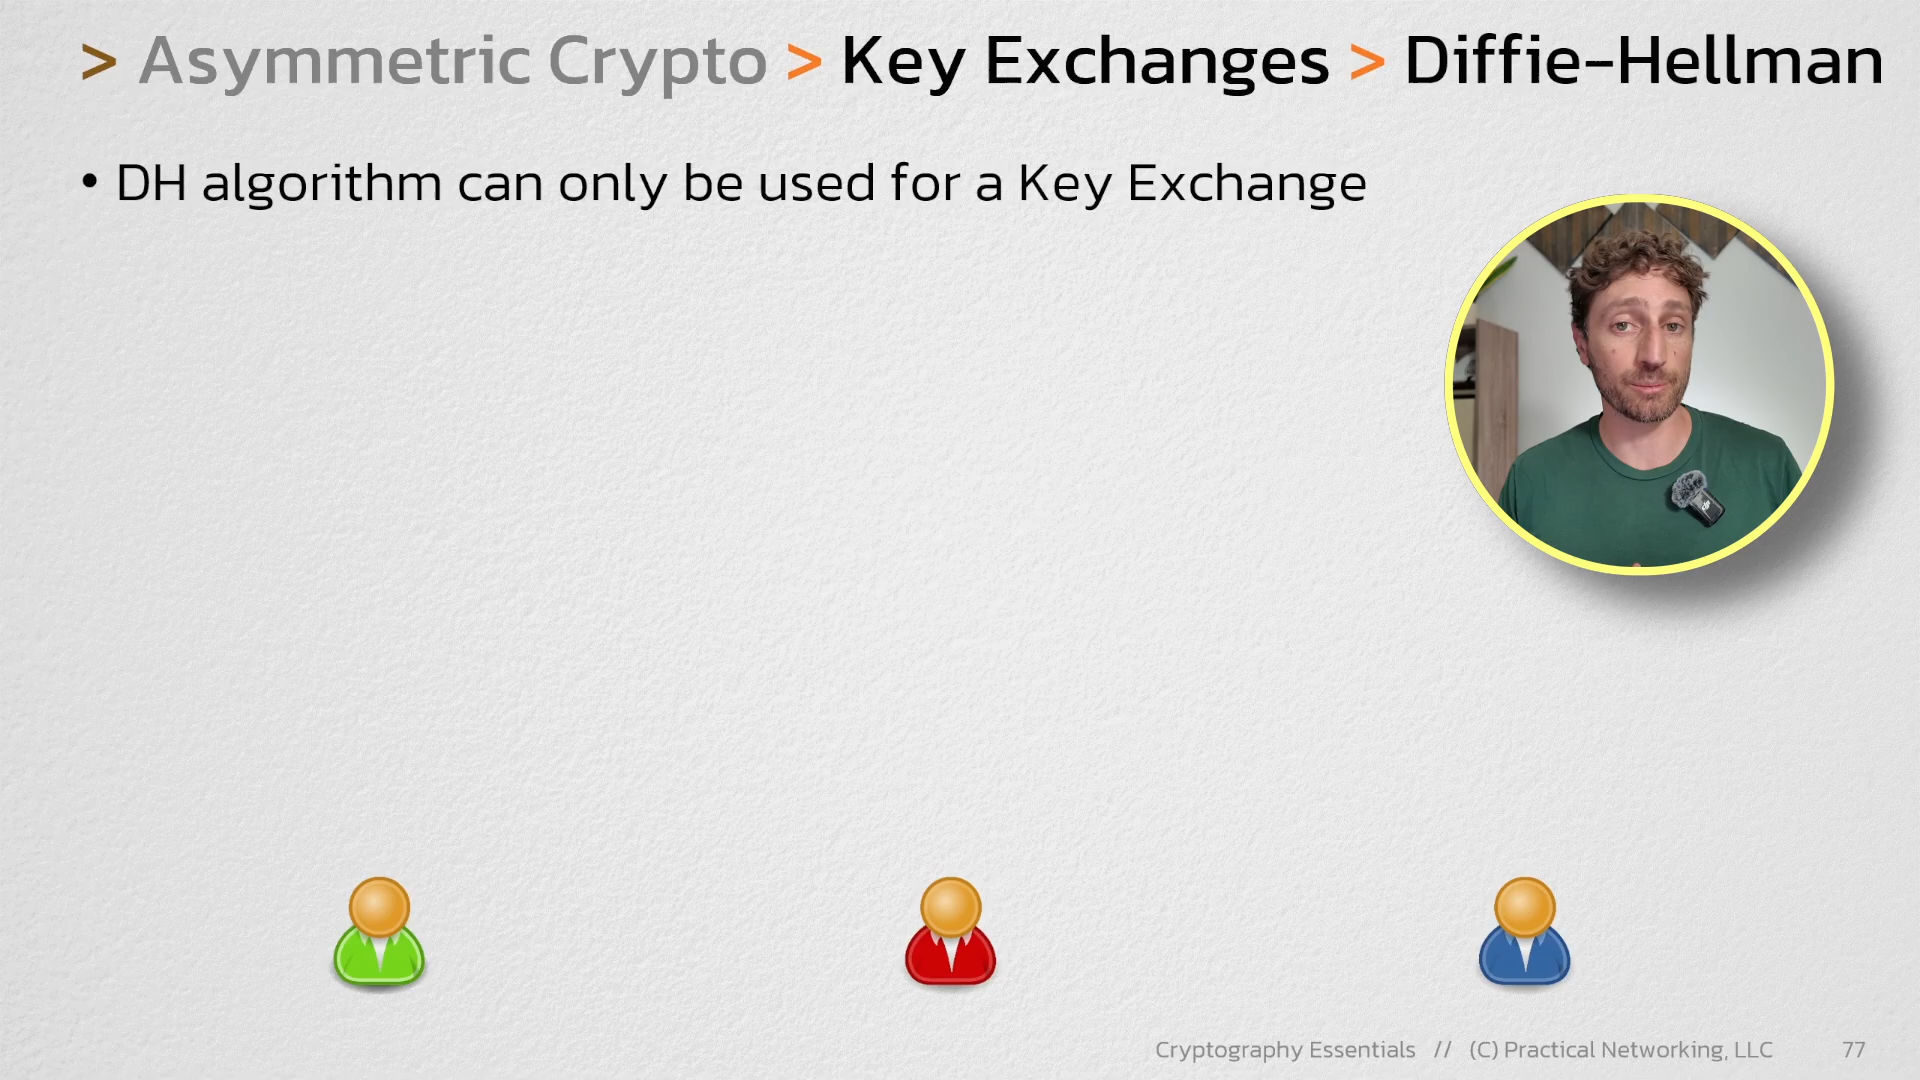 > Asymmetric Crypto > Key Exchanges > Diffie-Hellman
• DH algorithm can only be used for a Key Exchange
Cryptography Essentials // (C) Practical Networking, LLC 77